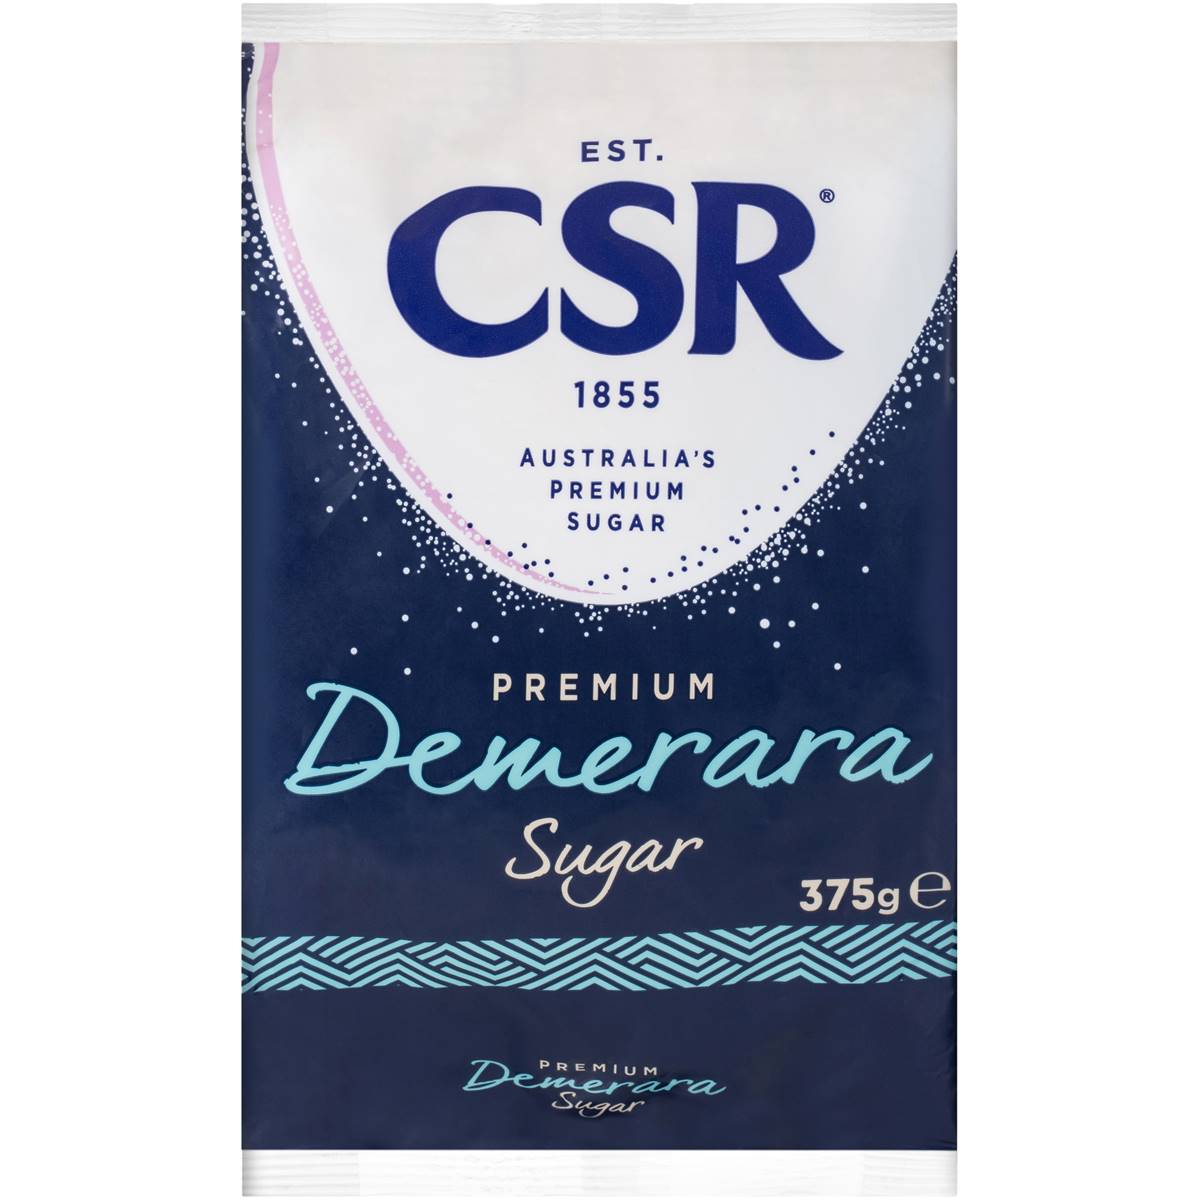 EST.
CSR®
1855
AUSTRALIA'S
PREMIUM
SUGAR
PREMIUM
Demerara
Sugar
375g ℮
PREMIUM
Demerara
Sugar